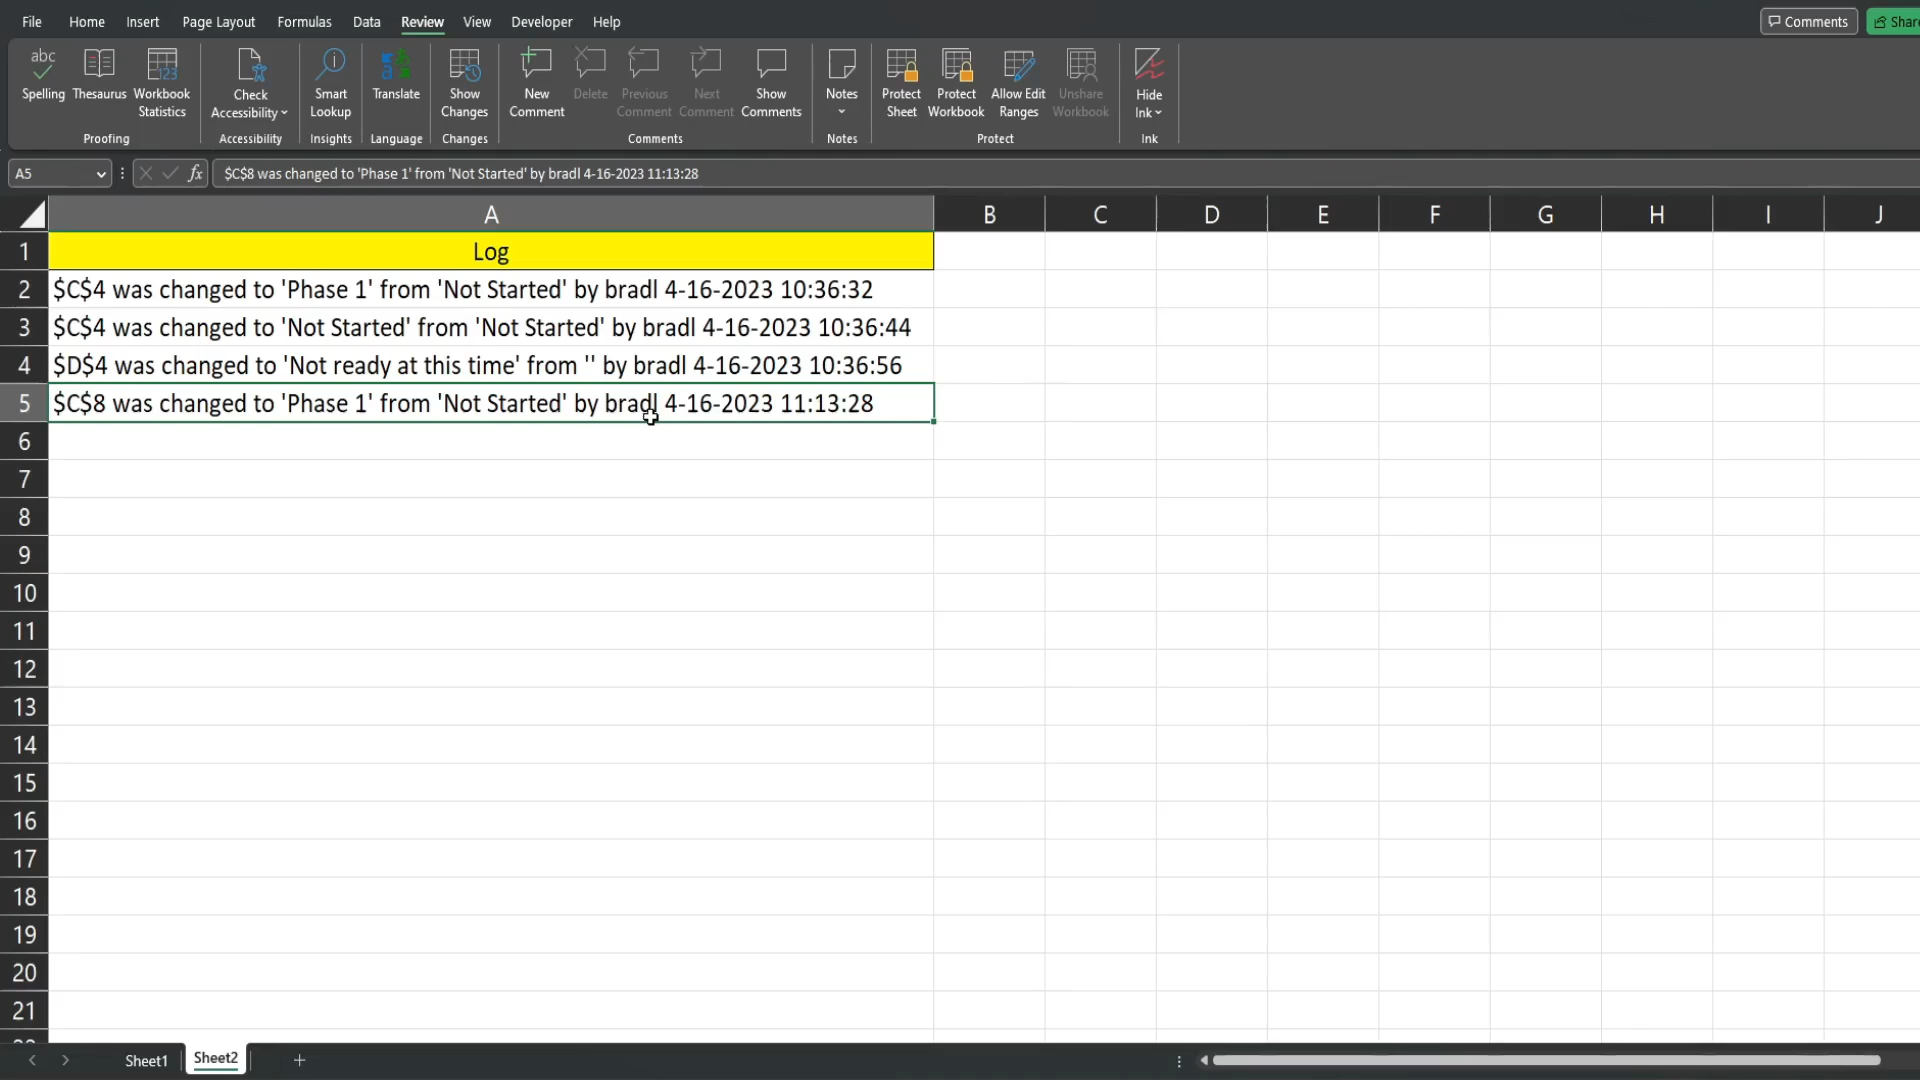 File Home Insert Page Layout Formulas Data Review View Developer Help Comments Share
abc
Spelling Thesaurus Workbook Statistics
Proofing
Check Accessibility
Accessibility
Smart Lookup
Insights
Translate
Language
Show Changes
Changes
New Comment Delete Previous Comment Next Comment Show Comments
Comments
Notes
Notes
Protect Sheet Protect Workbook Allow Edit Ranges Unshare Workbook
Protect
Hide Ink
Ink
A5 fx $C$8 was changed to 'Phase 1' from 'Not Started' by bradl 4-16-2023 11:13:28
A B C D E F G H I J
1 Log
2 $C$4 was changed to 'Phase 1' from 'Not Started' by bradl 4-16-2023 10:36:32
3 $C$4 was changed to 'Not Started' from 'Not Started' by bradl 4-16-2023 10:36:44
4 $D$4 was changed to 'Not ready at this time' from '' by bradl 4-16-2023 10:36:56
5 $C$8 was changed to 'Phase 1' from 'Not Started' by bradl 4-16-2023 11:13:28
6
7
8
9
10
11
12
13
14
15
16
17
18
19
20
21
Sheet1 Sheet2